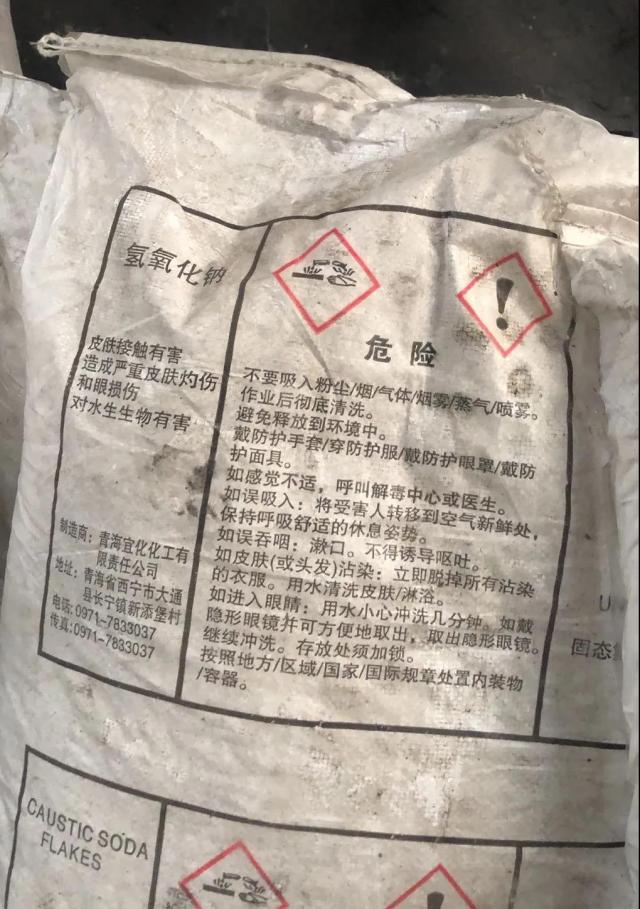 氢氧化钠
皮肤接触有害
造成严重皮肤灼伤
和眼损伤
对水生生物有害
制造商：青海宜化化工有
限责任公司
地址：青海省西宁市大通
县长宁镇新添堡村
电话：0971-7833037
传真：0971-7833037
危险
不要吸入粉尘/烟/气体/烟雾/蒸气/喷雾。
作业后彻底清洗。
避免释放到环境中。
戴防护手套/穿防护服/戴防护眼罩/戴防
护面具。
如感觉不适，呼叫解毒中心或医生。
如误吸入：将受害人转移到空气新鲜处，
保持呼吸舒适的休息姿势。
如误吞咽：漱口。不得诱导呕吐。
如皮肤(或头发)沾染：立即脱掉所有沾染
的衣服。用水清洗皮肤/淋浴。
如进入眼睛：用水小心冲洗几分钟。如戴
隐形眼镜并可方便地取出，取出隐形眼镜。
继续冲洗。存放处须加锁。
按照地方/区域/国家/国际规章处置内装物
/容器。
U
固态
CAUSTIC SODA
FLAKES